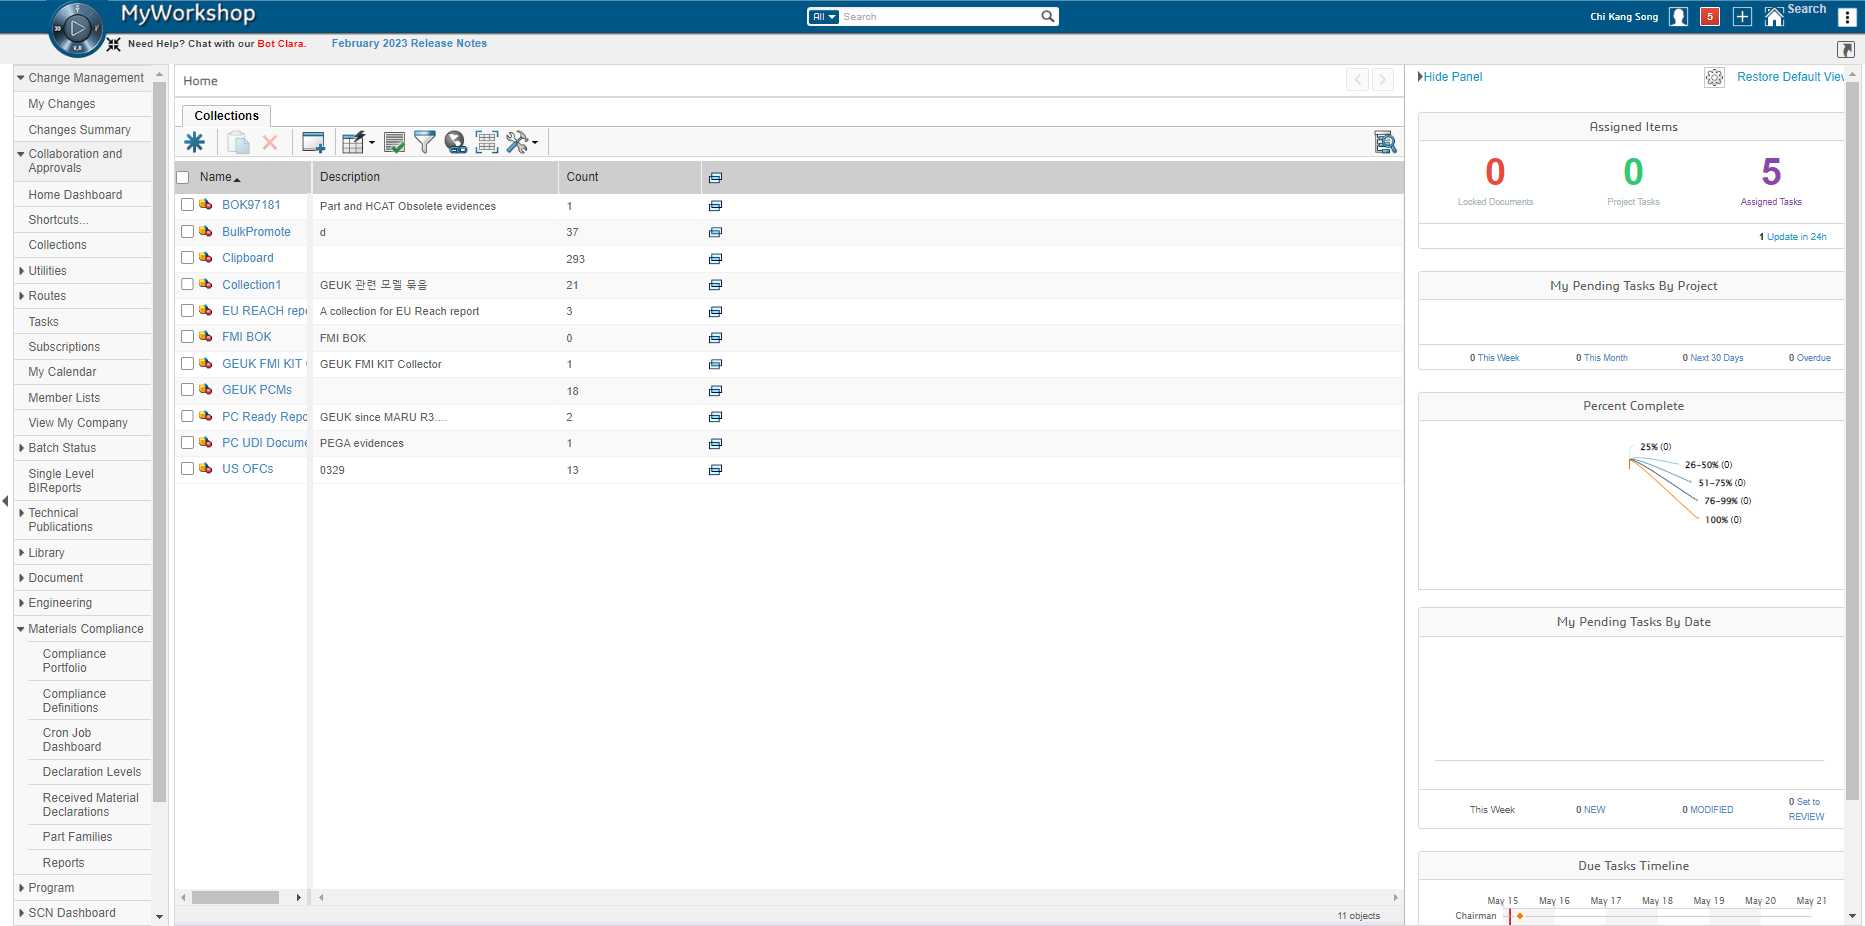 MyWorkshop
All
Search
Chi Kang Song
5
Search
Need Help? Chat with our Bot Clara.
February 2023 Release Notes
Change Management
My Changes
Changes Summary
Collaboration and
Approvals
Home Dashboard
Shortcuts...
Collections
Utilities
Routes
Tasks
Subscriptions
My Calendar
Member Lists
View My Company
Batch Status
Single Level
BIReports
Technical
Publications
Library
Document
Engineering
Materials Compliance
Compliance
Portfolio
Compliance
Definitions
Cron Job
Dashboard
Declaration Levels
Received Material
Declarations
Part Families
Reports
Program
SCN Dashboard
Home
Collections
Name Description Count
BOK97181 Part and HCAT Obsolete evidences 1
BulkPromote d 37
Clipboard 293
Collection1 GEUK 관련 모델 묶음 21
EU REACH repo A collection for EU Reach report 3
FMI BOK FMI BOK 0
GEUK FMI KIT GEUK FMI KIT Collector 1
GEUK PCMs 18
PC Ready Repo GEUK since MARU R3.... 2
PC UDI Docume PEGA evidences 1
US OFCs 0329 13
11 objects
Hide Panel
Restore Default View
Assigned Items
0 0 5
Locked Documents Project Tasks Assigned Tasks
1 Update in 24h
My Pending Tasks By Project
0 This Week 0 This Month 0 Next 30 Days 0 Overdue
Percent Complete
25% (0)
26-50% (0)
51-75% (0)
76-99% (0)
100% (0)
My Pending Tasks By Date
This Week 0 NEW 0 MODIFIED 0 Set to
REVIEW
Due Tasks Timeline
May 15 May 16 May 17 May 18 May 19 May 20 May 21
Chairman